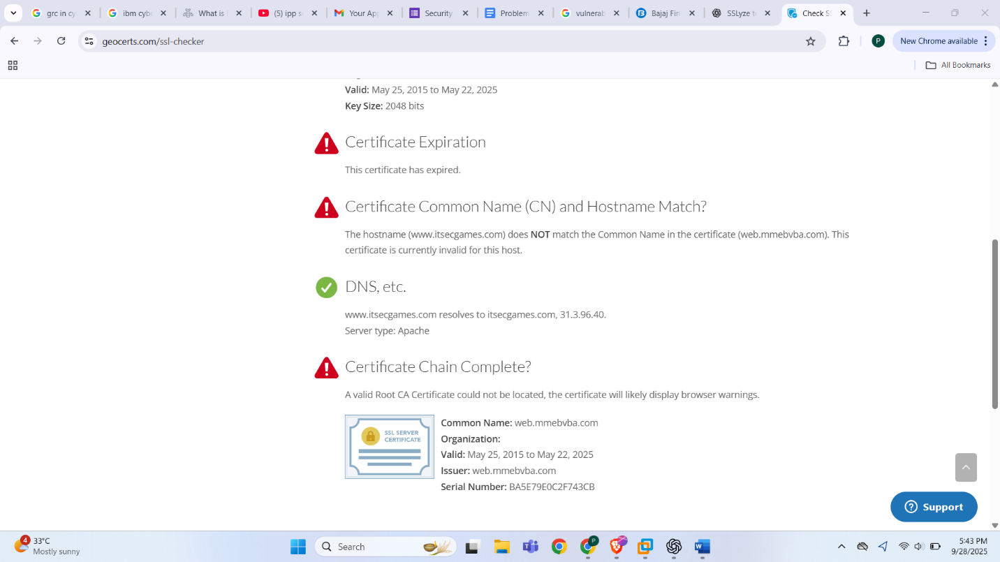 grc in cy
ibm cyb
What is
(5) ipp s
Your Ap
Security
Problem
vulnerab
Bajaj Fin
SSLyze t
Check S
geocerts.com/ssl-checker
P
New Chrome available
All Bookmarks
Valid: May 25, 2015 to May 22, 2025
Key Size: 2048 bits
Certificate Expiration
This certificate has expired.
Certificate Common Name (CN) and Hostname Match?
The hostname (www.itsecgames.com) does NOT match the Common Name in the certificate (web.mmebvba.com). This
certificate is currently invalid for this host.
DNS, etc.
www.itsecgames.com resolves to itsecgames.com, 31.3.96.40.
Server type: Apache
Certificate Chain Complete?
A valid Root CA Certificate could not be located, the certificate will likely display browser warnings.
SSL SERVER
CERTIFICATE
Common Name: web.mmebvba.com
Organization:
Valid: May 25, 2015 to May 22, 2025
Issuer: web.mmebvba.com
Serial Number: BA5E79E0C2F743CB
Support
4
33°C
Mostly sunny
Search
P
5:43 PM
9/28/2025